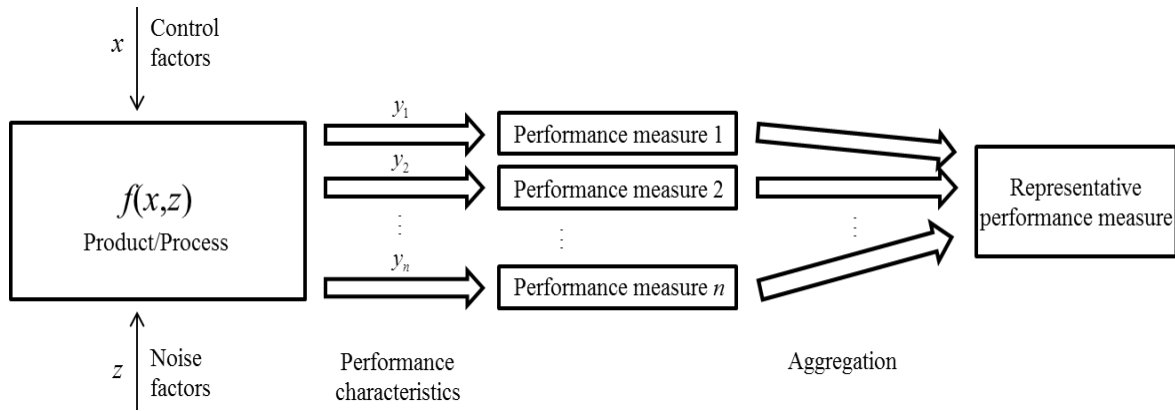 x
Control
factors
f(x,z)
Product/Process
z
Noise
factors
y₁
y₂
⋮
yₙ
Performance
characteristics
Performance measure 1
Performance measure 2
⋮
Performance measure n
⋮
Aggregation
Representative
performance measure